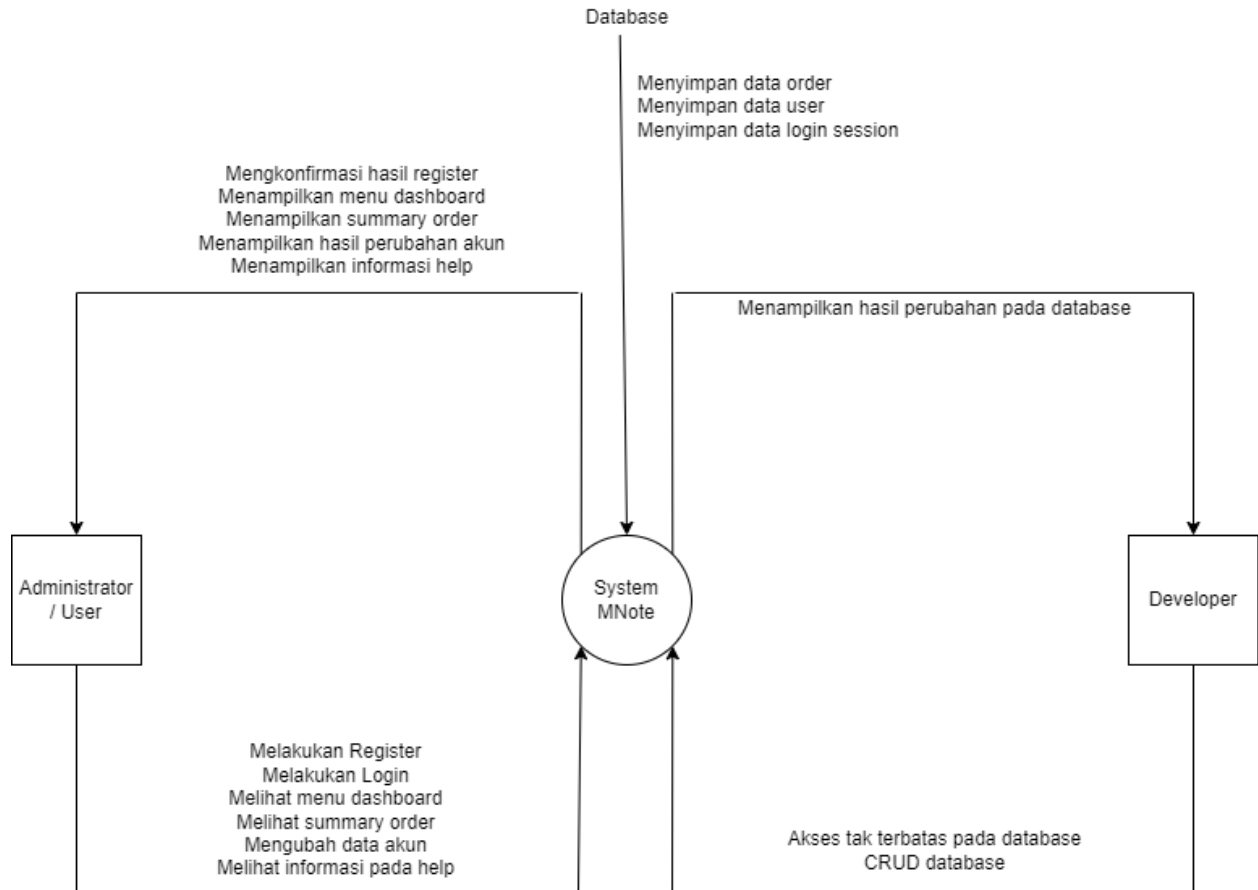 Database
Menyimpan data order
Menyimpan data user
Menyimpan data login session
Mengkonfirmasi hasil register
Menampilkan menu dashboard
Menampilkan summary order
Menampilkan hasil perubahan akun
Menampilkan informasi help
Menampilkan hasil perubahan pada database
Administrator
/ User
System
MNote
Developer
Melakukan Register
Melakukan Login
Melihat menu dashboard
Melihat summary order
Mengubah data akun
Melihat informasi pada help
Akses tak terbatas pada database
CRUD database